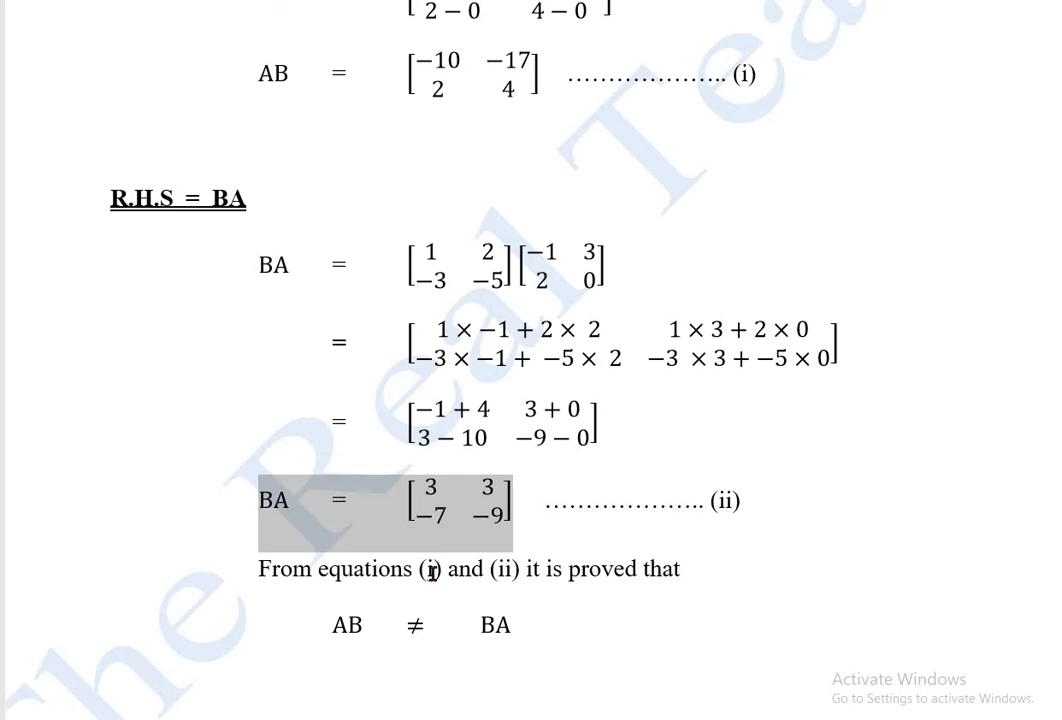 [2 − 0 4 − 0]
AB = [−10 −17
2 4] ………………….. (i)
R.H.S = BA
BA = [1 2
−3 −5] [−1 3
2 0]
= [1 × −1 + 2 × 2 1 × 3 + 2 × 0
−3 × −1 + −5 × 2 −3 × 3 + −5 × 0]
= [−1 + 4 3 + 0
3 − 10 −9 − 0]
BA = [3 3
−7 −9] ……………….. (ii)
From equations (i) and (ii) it is proved that
AB ≠ BA
The Real Tea
Activate Windows
Go to Settings to activate Windows.